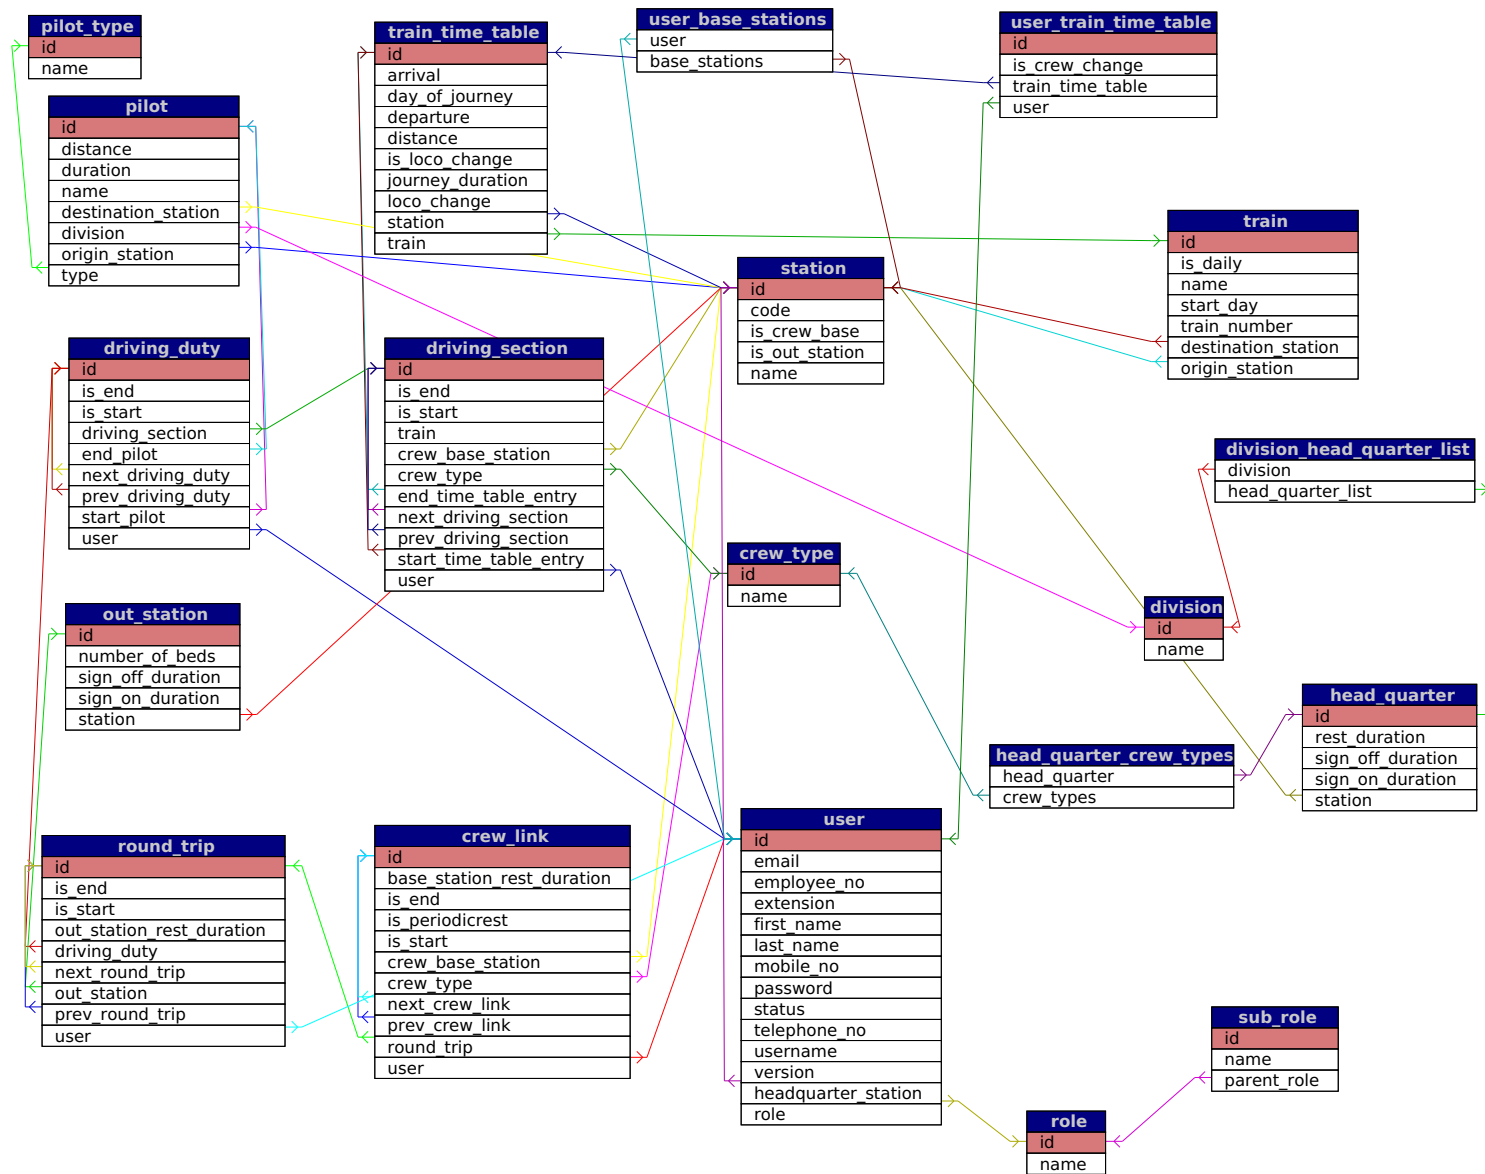 pilot_type
id
name
pilot
id
distance
duration
name
destination_station
division
origin_station
type
train_time_table
id
arrival
day_of_journey
departure
distance
is_loco_change
journey_duration
loco_change
station
train
user_base_stations
user
base_stations
user_train_time_table
id
is_crew_change
train_time_table
user
station
id
code
is_crew_base
is_out_station
name
train
id
is_daily
name
start_day
train_number
destination_station
origin_station
driving_duty
id
is_end
is_start
driving_section
end_pilot
next_driving_duty
prev_driving_duty
start_pilot
user
driving_section
id
is_end
is_start
train
crew_base_station
crew_type
end_time_table_entry
next_driving_section
prev_driving_section
start_time_table_entry
user
division_head_quarter_list
division
head_quarter_list
crew_type
id
name
division
id
name
out_station
id
number_of_beds
sign_off_duration
sign_on_duration
station
head_quarter
id
rest_duration
sign_off_duration
sign_on_duration
station
head_quarter_crew_types
head_quarter
crew_types
round_trip
id
is_end
is_start
out_station_rest_duration
driving_duty
next_round_trip
out_station
prev_round_trip
user
crew_link
id
base_station_rest_duration
is_end
is_periodicrest
is_start
crew_base_station
crew_type
next_crew_link
prev_crew_link
round_trip
user
user
id
email
employee_no
extension
first_name
last_name
mobile_no
password
status
telephone_no
username
version
headquarter_station
role
sub_role
id
name
parent_role
role
id
name